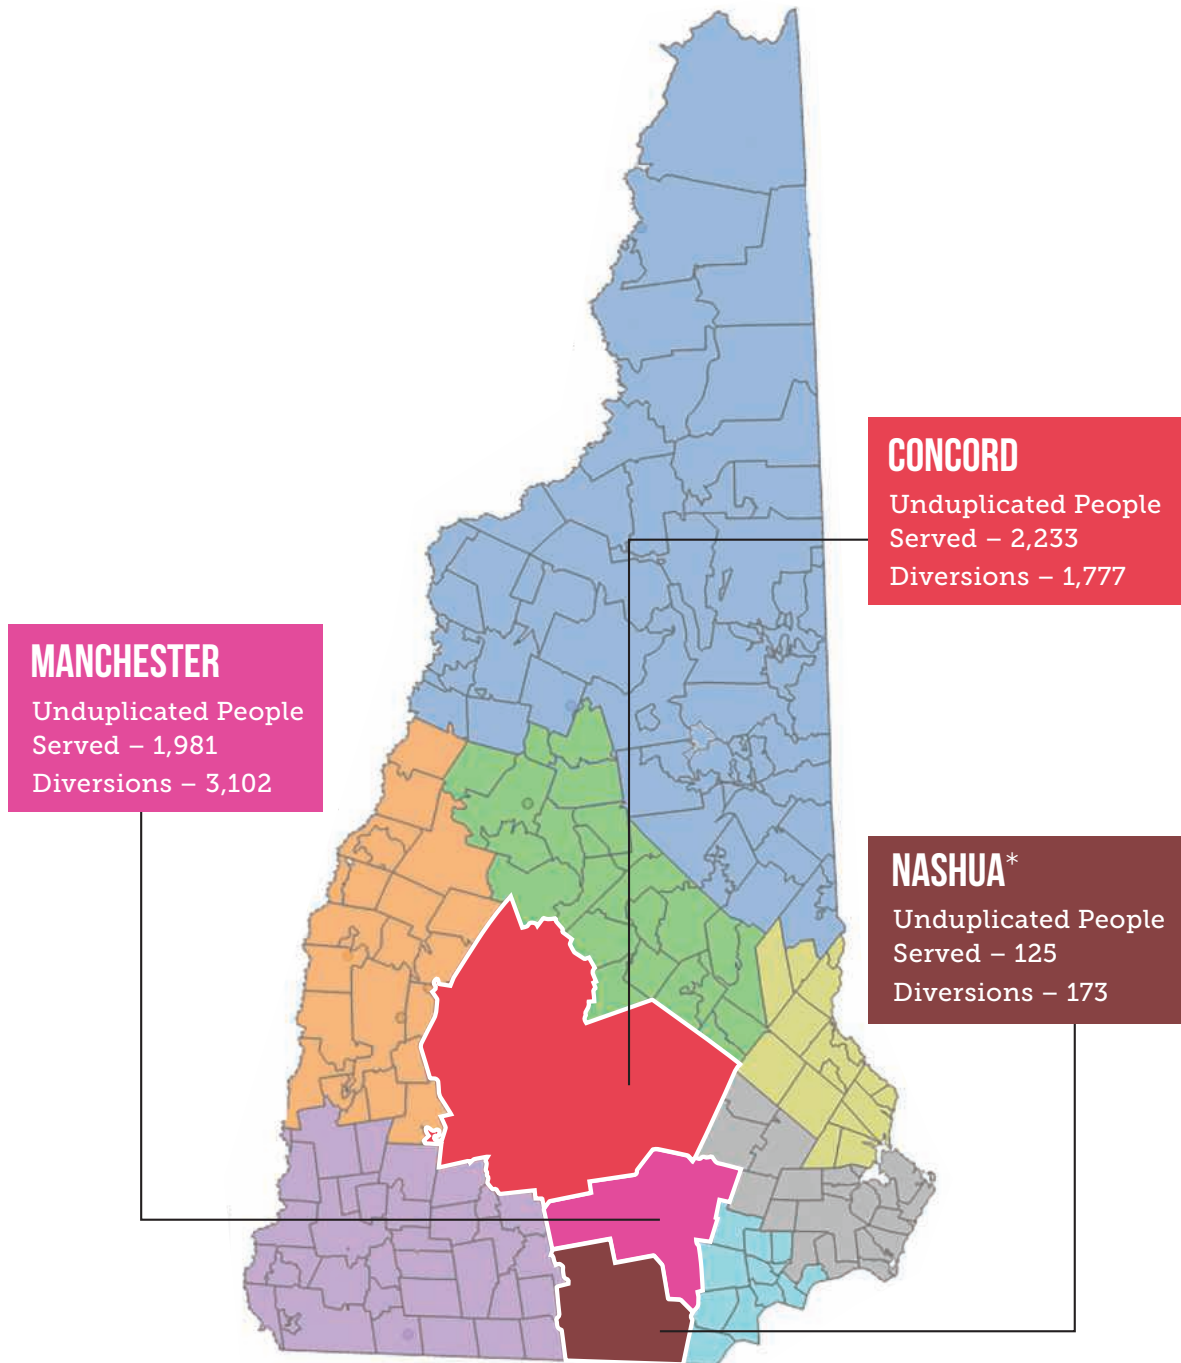 CONCORD
Unduplicated People
Served – 2,233
Diversions – 1,777
MANCHESTER
Unduplicated People
Served – 1,981
Diversions – 3,102
NASHUA*
Unduplicated People
Served – 125
Diversions – 173